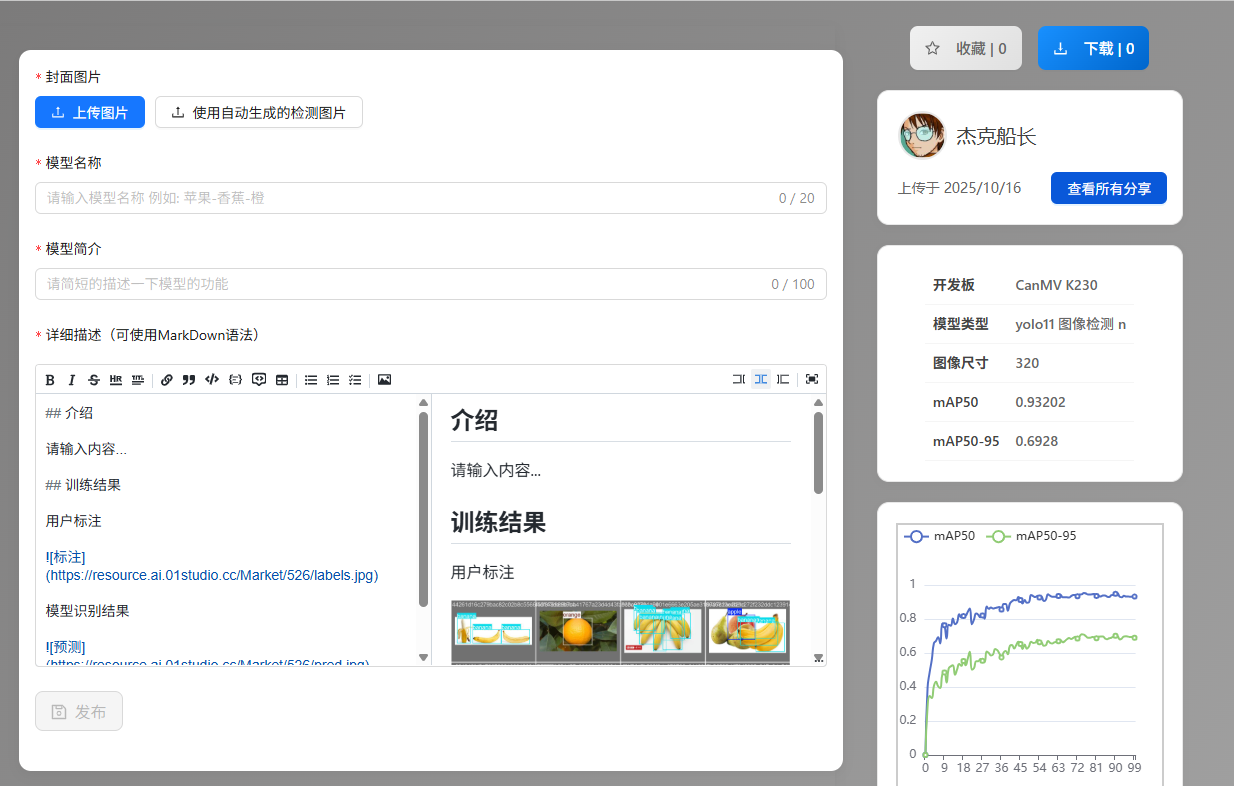 * 封面图片
上传图片
使用自动生成的检测图片
* 模型名称
请输入模型名称 例如: 苹果-香蕉-橙
0 / 20
* 模型简介
请简短的描述一下模型的功能
0 / 100
* 详细描述（可使用MarkDown语法）
## 介绍
请输入内容...
## 训练结果
用户标注
![标注]
(https://resource.ai.01studio.cc/Market/526/labels.jpg)
模型识别结果
![预测]
(https://resource.ai.01studio.cc/Market/526/pred.jpg)
介绍
请输入内容...
训练结果
用户标注
banana
banana
banana
orange
apple
发布
收藏 | 0
下载 | 0
杰克船长
上传于 2025/10/16
查看所有分享
开发板 CanMV K230
模型类型 yolo11 图像检测 n
图像尺寸 320
mAP50 0.93202
mAP50-95 0.6928
mAP50 mAP50-95
1
0.8
0.6
0.4
0.2
0
0 9 18 27 36 45 54 63 72 81 90 99